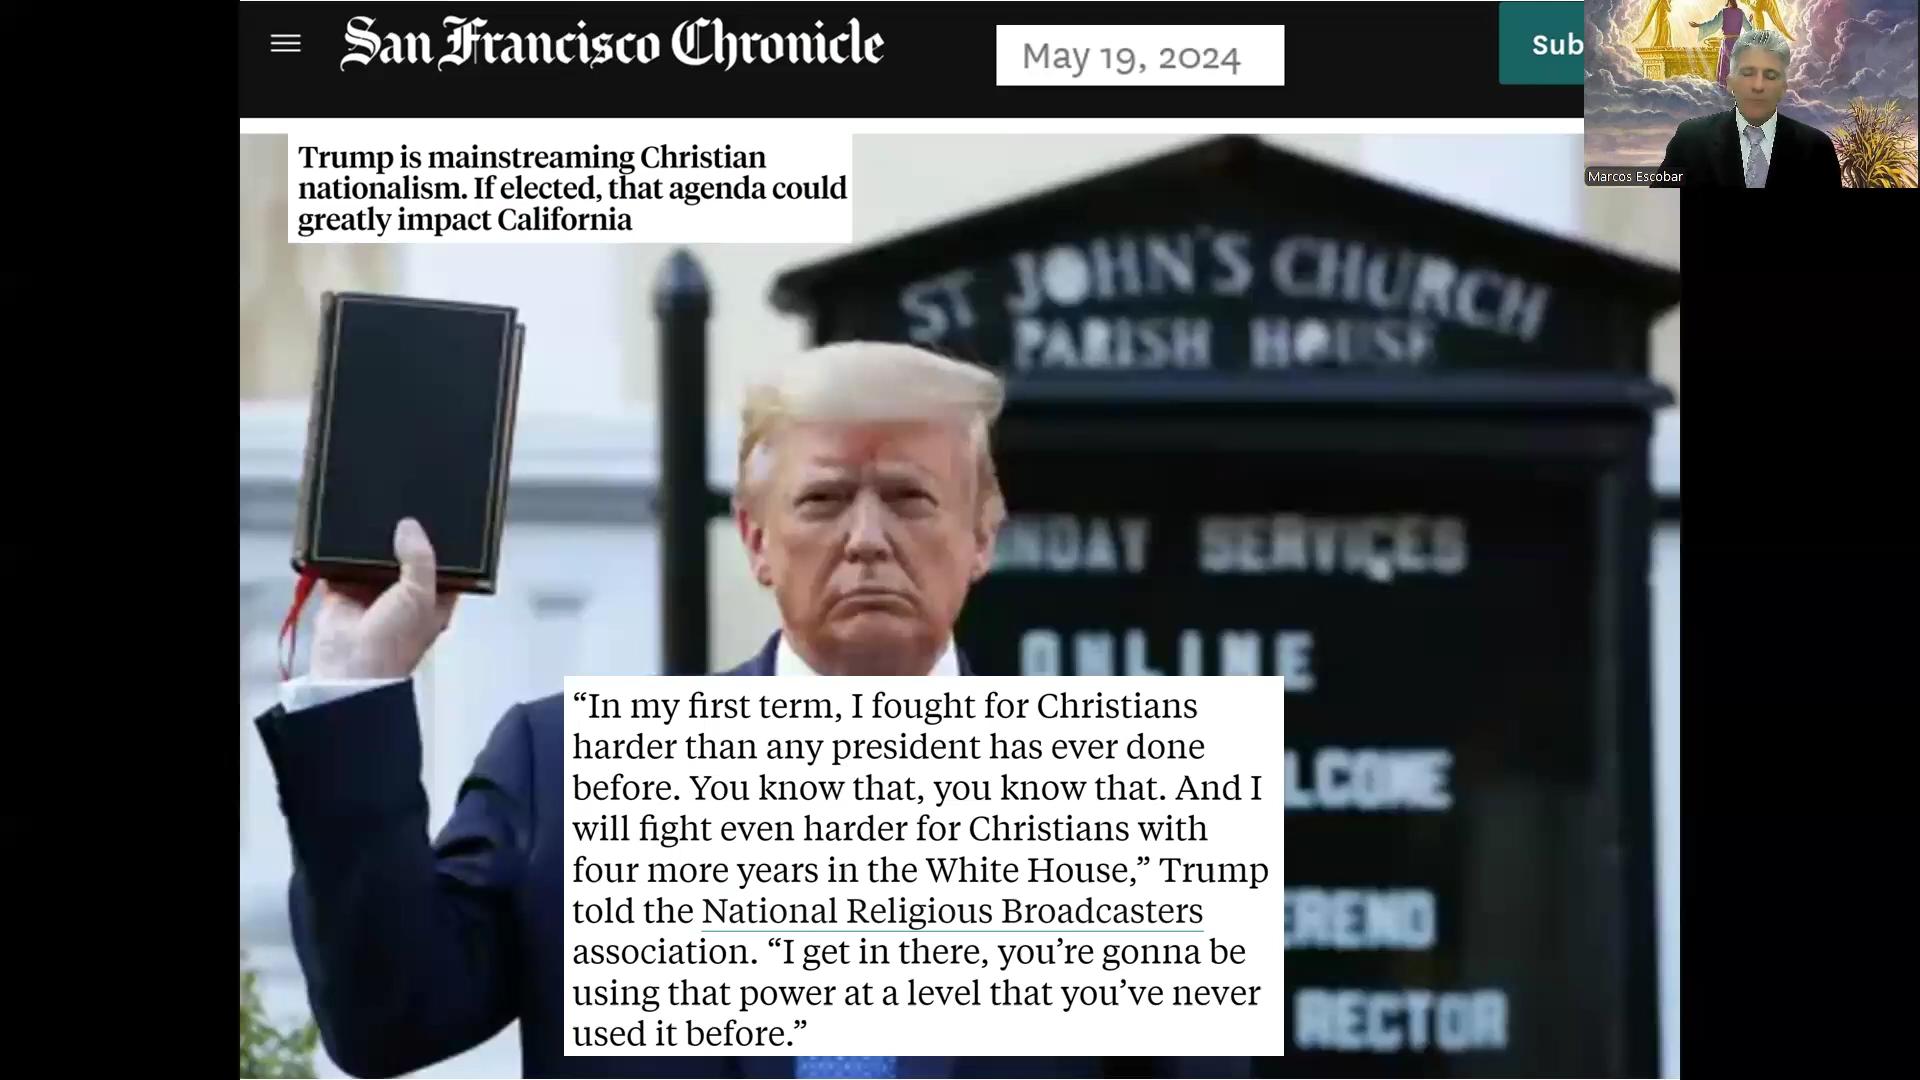 San Francisco Chronicle
May 19, 2024
Sub
Marcos Escobar
Trump is mainstreaming Christian
nationalism. If elected, that agenda could
greatly impact California
ST JOHN'S CHURCH
PARISH HOUSE
NDAY SERVICES
ONLINE
LCOME
EREND
RECTOR
“In my first term, I fought for Christians
harder than any president has ever done
before. You know that, you know that. And I
will fight even harder for Christians with
four more years in the White House,” Trump
told the National Religious Broadcasters
association. “I get in there, you’re gonna be
using that power at a level that you’ve never
used it before.”